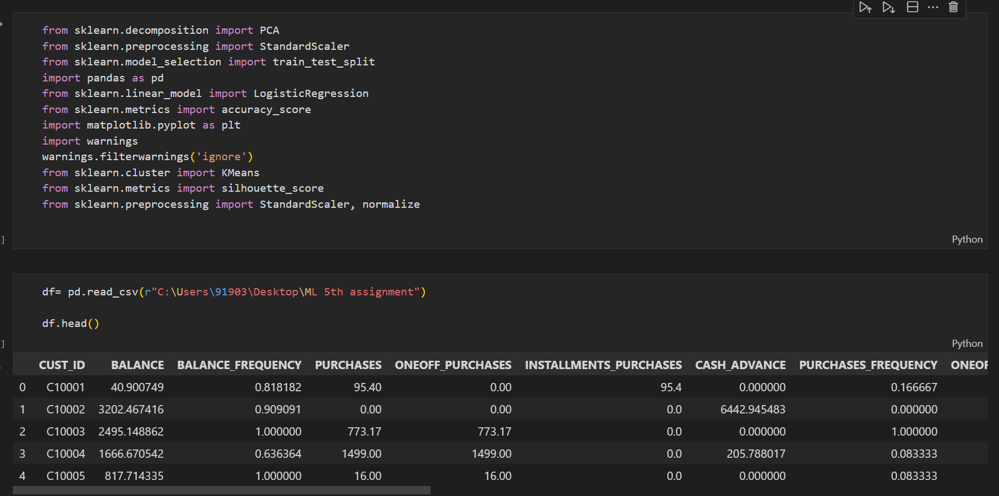 from sklearn.decomposition import PCA
from sklearn.preprocessing import StandardScaler
from sklearn.model_selection import train_test_split
import pandas as pd
from sklearn.linear_model import LogisticRegression
from sklearn.metrics import accuracy_score
import matplotlib.pyplot as plt
import warnings
warnings.filterwarnings('ignore')
from sklearn.cluster import KMeans
from sklearn.metrics import silhouette_score
from sklearn.preprocessing import StandardScaler, normalize
]
Python
df= pd.read_csv(r"C:\Users\91903\Desktop\ML 5th assignment")
df.head()
]
Python
CUST_ID BALANCE BALANCE_FREQUENCY PURCHASES ONEOFF_PURCHASES INSTALLMENTS_PURCHASES CASH_ADVANCE PURCHASES_FREQUENCY ONEOF
0 C10001 40.900749 0.818182 95.40 0.00 95.4 0.000000 0.166667
1 C10002 3202.467416 0.909091 0.00 0.00 0.0 6442.945483 0.000000
2 C10003 2495.148862 1.000000 773.17 773.17 0.0 0.000000 1.000000
3 C10004 1666.670542 0.636364 1499.00 1499.00 0.0 205.788017 0.083333
4 C10005 817.714335 1.000000 16.00 16.00 0.0 0.000000 0.083333